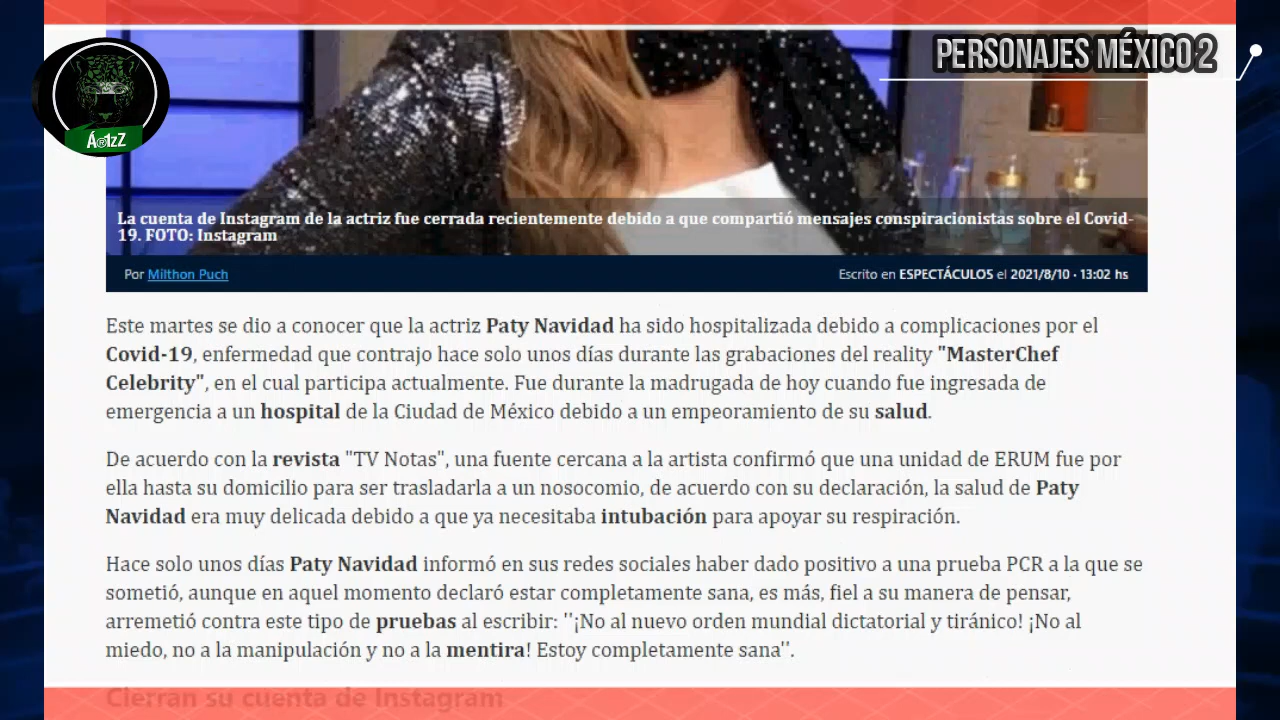 PERSONAJES MÉXICO 2
Á®1zZ
La cuenta de Instagram de la actriz fue cerrada recientemente debido a que compartió mensajes conspiracionistas sobre el Covid-
19. FOTO: Instagram
Por Milthon Puch
Escrito en ESPECTÁCULOS el 2021/8/10 · 13:02 hs
Este martes se dio a conocer que la actriz Paty Navidad ha sido hospitalizada debido a complicaciones por el
Covid-19, enfermedad que contrajo hace solo unos días durante las grabaciones del reality "MasterChef
Celebrity", en el cual participa actualmente. Fue durante la madrugada de hoy cuando fue ingresada de
emergencia a un hospital de la Ciudad de México debido a un empeoramiento de su salud.
De acuerdo con la revista "TV Notas", una fuente cercana a la artista confirmó que una unidad de ERUM fue por
ella hasta su domicilio para ser trasladarla a un nosocomio, de acuerdo con su declaración, la salud de Paty
Navidad era muy delicada debido a que ya necesitaba intubación para apoyar su respiración.
Hace solo unos días Paty Navidad informó en sus redes sociales haber dado positivo a una prueba PCR a la que se
sometió, aunque en aquel momento declaró estar completamente sana, es más, fiel a su manera de pensar,
arremetió contra este tipo de pruebas al escribir: ''¡No al nuevo orden mundial dictatorial y tiránico! ¡No al
miedo, no a la manipulación y no a la mentira! Estoy completamente sana''.
Cierran su cuenta de Instagram